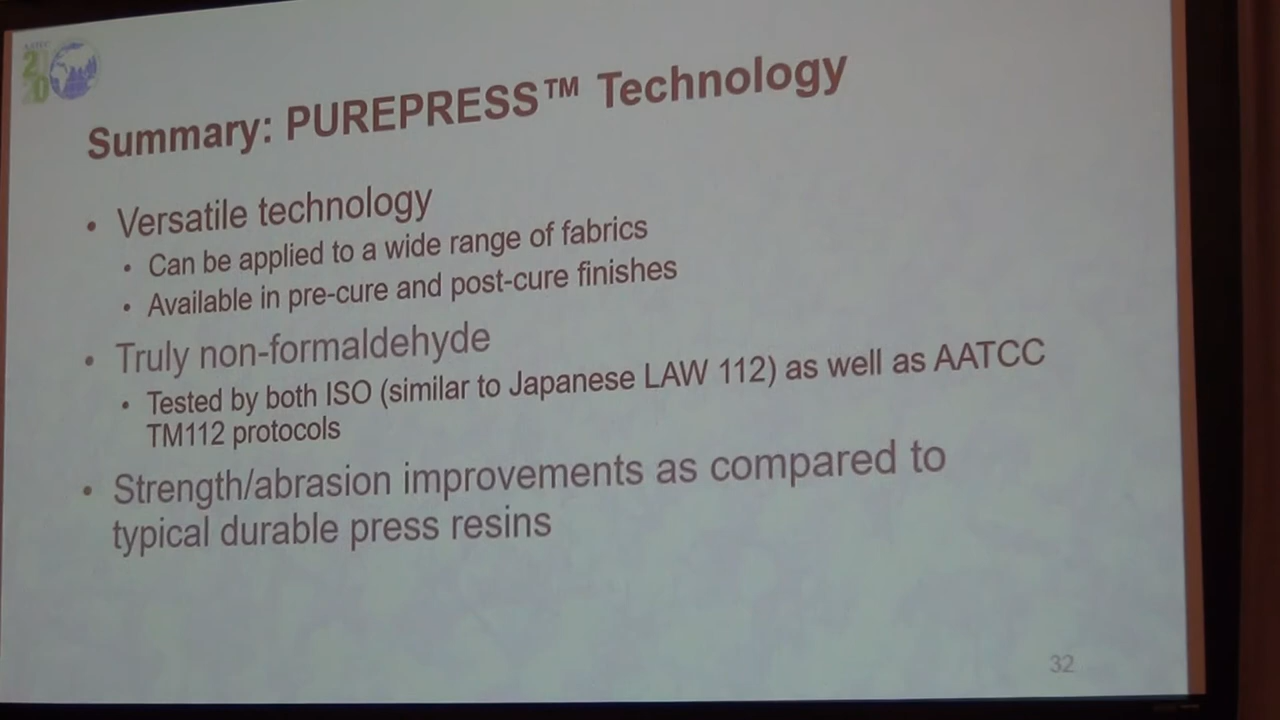 AATCC
2020
Summary: PUREPRESS™ Technology
• Versatile technology
• Can be applied to a wide range of fabrics
• Available in pre-cure and post-cure finishes
• Truly non-formaldehyde
• Tested by both ISO (similar to Japanese LAW 112) as well as AATCC
TM112 protocols
• Strength/abrasion improvements as compared to
typical durable press resins
32